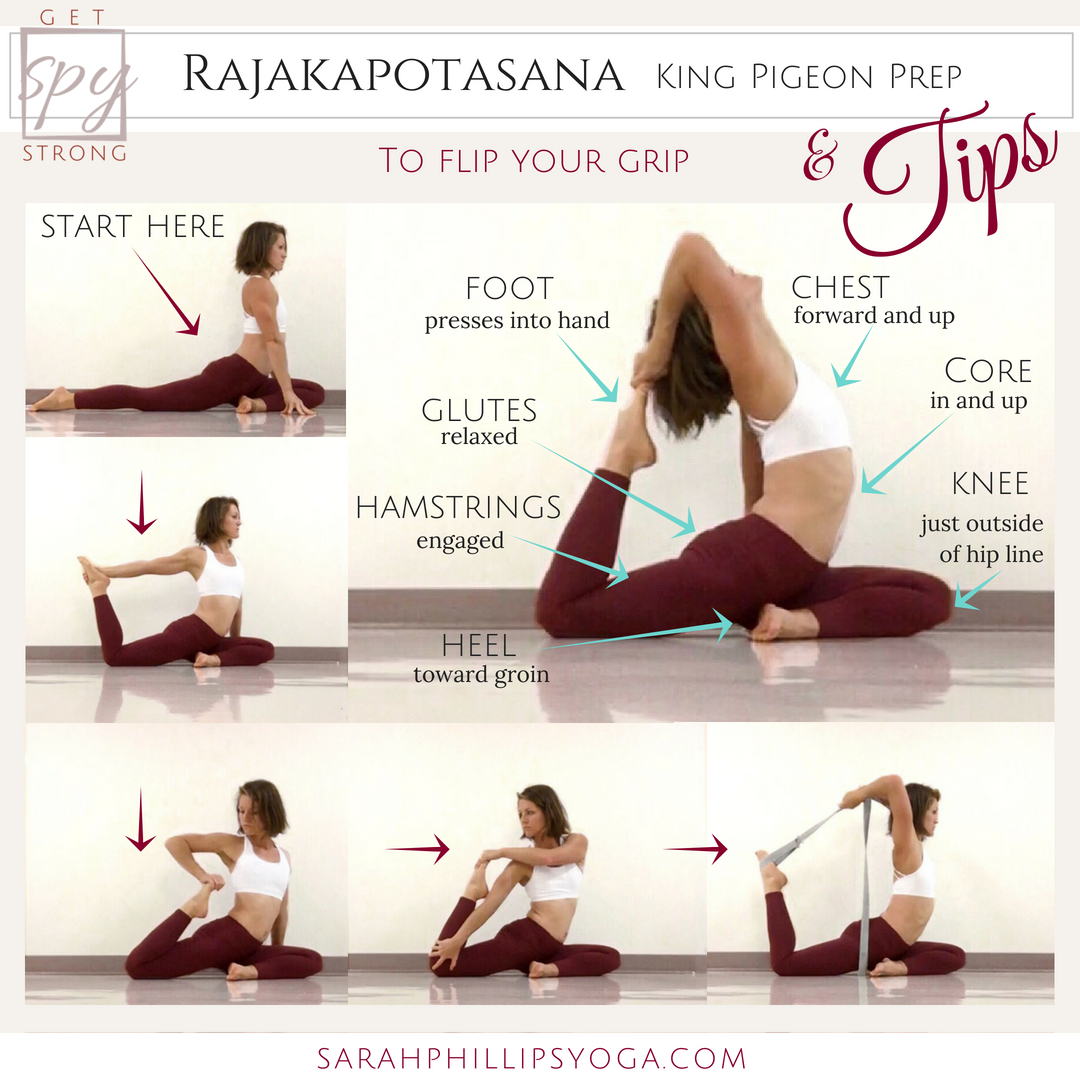 GET
spy
STRONG
RAJAKAPOTASANA KING PIGEON PREP
& Tips
TO FLIP YOUR GRIP
START HERE
FOOT
presses into hand
CHEST
forward and up
CORE
in and up
GLUTES
relaxed
KNEE
just outside
of hip line
HAMSTRINGS
engaged
HEEL
toward groin
SARAHPHILLIPSYOGA.COM